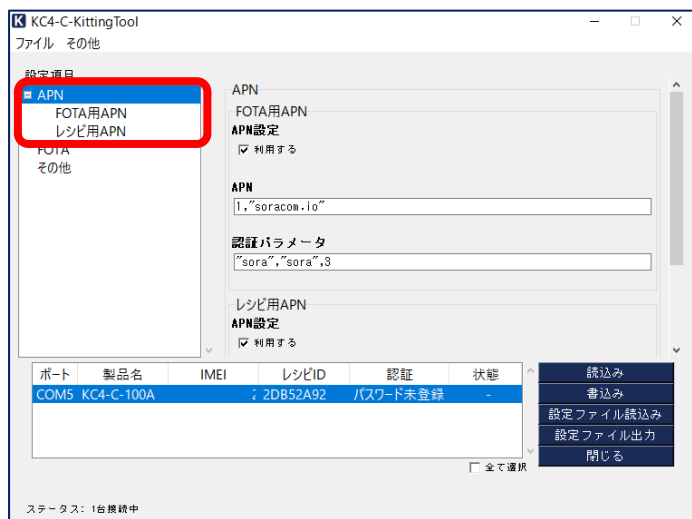 KC4-C-KittingTool
ファイル その他
設定項目
APN
FOTA用APN
レシピ用APN
FOTA
その他
APN
FOTA用APN
APN設定
利用する
APN
1,"soracom.io"
認証パラメータ
"sora","sora",3
レシピ用APN
APN設定
利用する
ポート 製品名 IMEI レシピID 認証 状態
COM5 KC4-C-100A 2DB52A92 パスワード未登録 -
全て選択
読込み
書込み
設定ファイル読込み
設定ファイル出力
閉じる
ステータス: 1台接続中